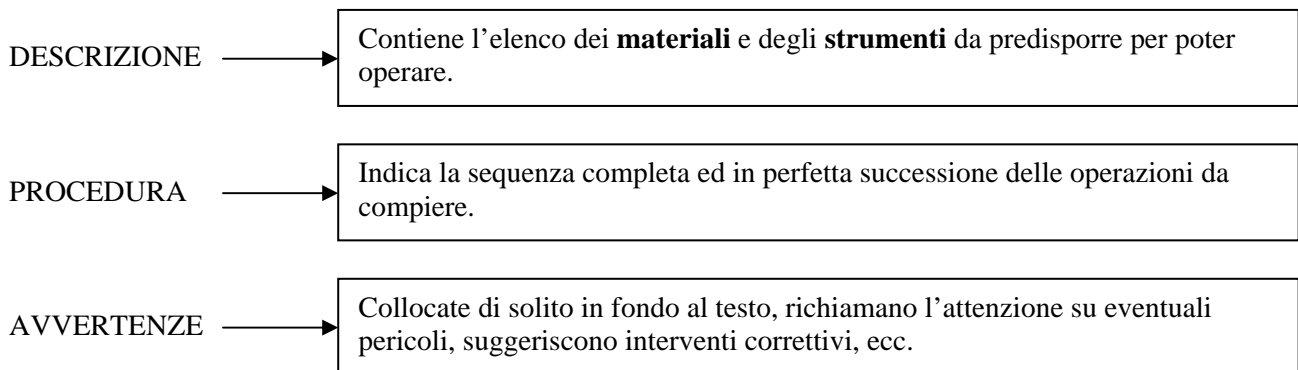 DESCRIZIONE
Contiene l’elenco dei materiali e degli strumenti da predisporre per poter
operare.
PROCEDURA
Indica la sequenza completa ed in perfetta successione delle operazioni da
compiere.
AVVERTENZE
Collocate di solito in fondo al testo, richiamano l’attenzione su eventuali
pericoli, suggeriscono interventi correttivi, ecc.